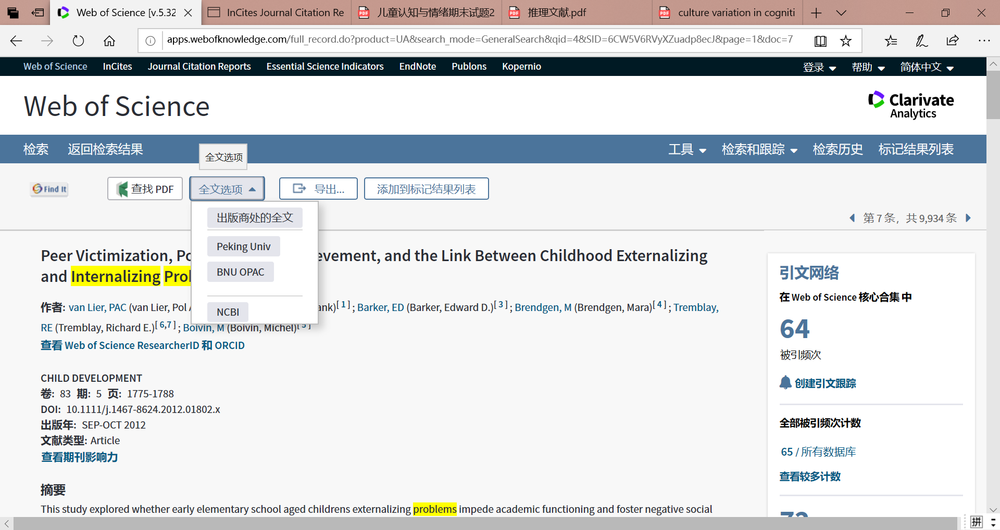 Web of Science [v.5.32
InCites Journal Citation Re
儿童认知与情绪期末试题2
推理文献.pdf
culture variation in cogniti
apps.webofknowledge.com/full_record.do?product=UA&search_mode=GeneralSearch&qid=4&SID=6CW5V6RVyXZuadp8ecJ&page=1&doc=7
Web of Science InCites Journal Citation Reports Essential Science Indicators EndNote Publons Kopernio 登录 帮助 简体中文
Web of Science
Clarivate
Analytics
检索 返回检索结果 工具 检索和跟踪 检索历史 标记结果列表
全文选项
Find It 查找 PDF 全文选项 导出... 添加到标记结果列表
出版商处的全文
Peking Univ
BNU OPAC
NCBI
第 7 条，共 9,934 条
Peer Victimization, Po evement, and the Link Between Childhood Externalizing
and Internalizing Prol
作者: van Lier, PAC (van Lier, Pol A nk)[ 1 ] ; Barker, ED (Barker, Edward D.)[ 3 ] ; Brendgen, M (Brendgen, Mara)[ 4 ] ; Tremblay,
RE (Tremblay, Richard E.)[ 6,7 ] ; Boivin, M (Boivin, Michel)[ 5 ]
查看 Web of Science ResearcherID 和 ORCID
CHILD DEVELOPMENT
卷: 83 期: 5 页: 1775-1788
DOI: 10.1111/j.1467-8624.2012.01802.x
出版年: SEP-OCT 2012
文献类型: Article
查看期刊影响力
摘要
This study explored whether early elementary school aged childrens externalizing problems impede academic functioning and foster negative social
引文网络
在 Web of Science 核心合集 中
64
被引频次
创建引文跟踪
全部被引频次计数
65 / 所有数据库
查看较多计数
拼